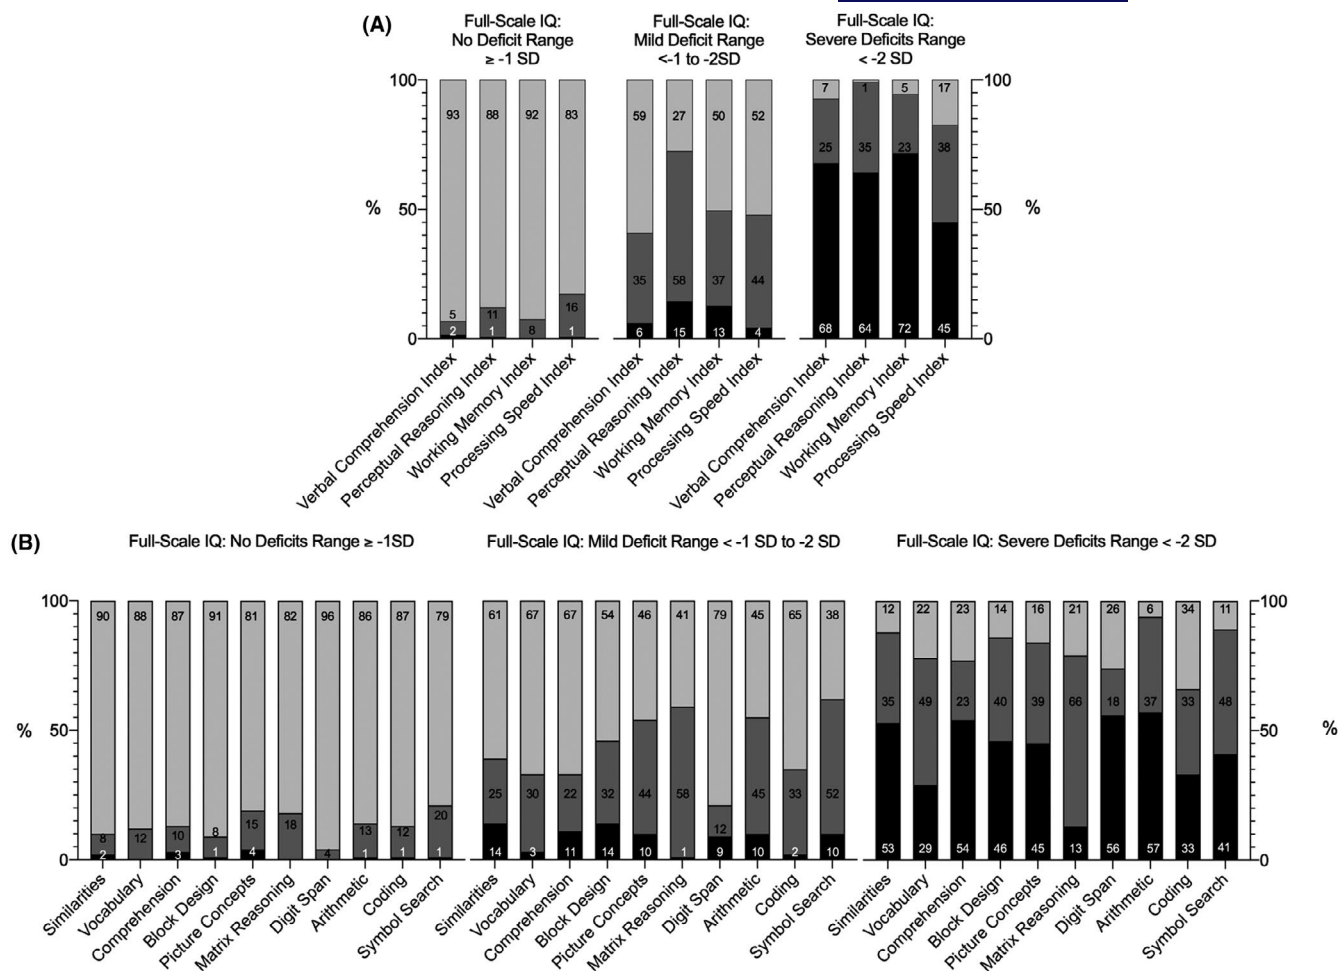 (A)
Full-Scale IQ:
No Deficit Range
≥ -1 SD
Full-Scale IQ:
Mild Deficit Range
<-1 to -2SD
Full-Scale IQ:
Severe Deficits Range
< -2 SD
100
50
0
%
93 88 92 83
5 11 8 16
2 1 1
59 27 50 52
35 58 37 44
6 15 13 4
7 1 5 17
25 35 23 38
68 64 72 45
100
50
0
%
Verbal Comprehension Index
Perceptual Reasoning Index
Working Memory Index
Processing Speed Index
Verbal Comprehension Index
Perceptual Reasoning Index
Working Memory Index
Processing Speed Index
Verbal Comprehension Index
Perceptual Reasoning Index
Working Memory Index
Processing Speed Index
(B)
Full-Scale IQ: No Deficits Range ≥ -1SD
Full-Scale IQ: Mild Deficit Range < -1 SD to -2 SD
Full-Scale IQ: Severe Deficits Range < -2 SD
100
50
0
%
90 88 87 91 81 82 96 86 87 79
8 12 10 8 15 18 4 13 12 20
2 3 1 4 1 1 1
61 67 67 54 46 41 79 45 65 38
25 30 22 32 44 58 12 45 33 52
14 3 11 14 10 1 9 10 2 10
12 22 23 14 16 21 26 6 34 11
35 49 23 40 39 66 18 37 33 48
53 29 54 46 45 13 56 57 33 41
100
50
0
%
Similarities
Vocabulary
Comprehension
Block Design
Picture Concepts
Matrix Reasoning
Digit Span
Arithmetic
Coding
Symbol Search
Similarities
Vocabulary
Comprehension
Block Design
Picture Concepts
Matrix Reasoning
Digit Span
Arithmetic
Coding
Symbol Search
Similarities
Vocabulary
Comprehension
Block Design
Picture Concepts
Matrix Reasoning
Digit Span
Arithmetic
Coding
Symbol Search